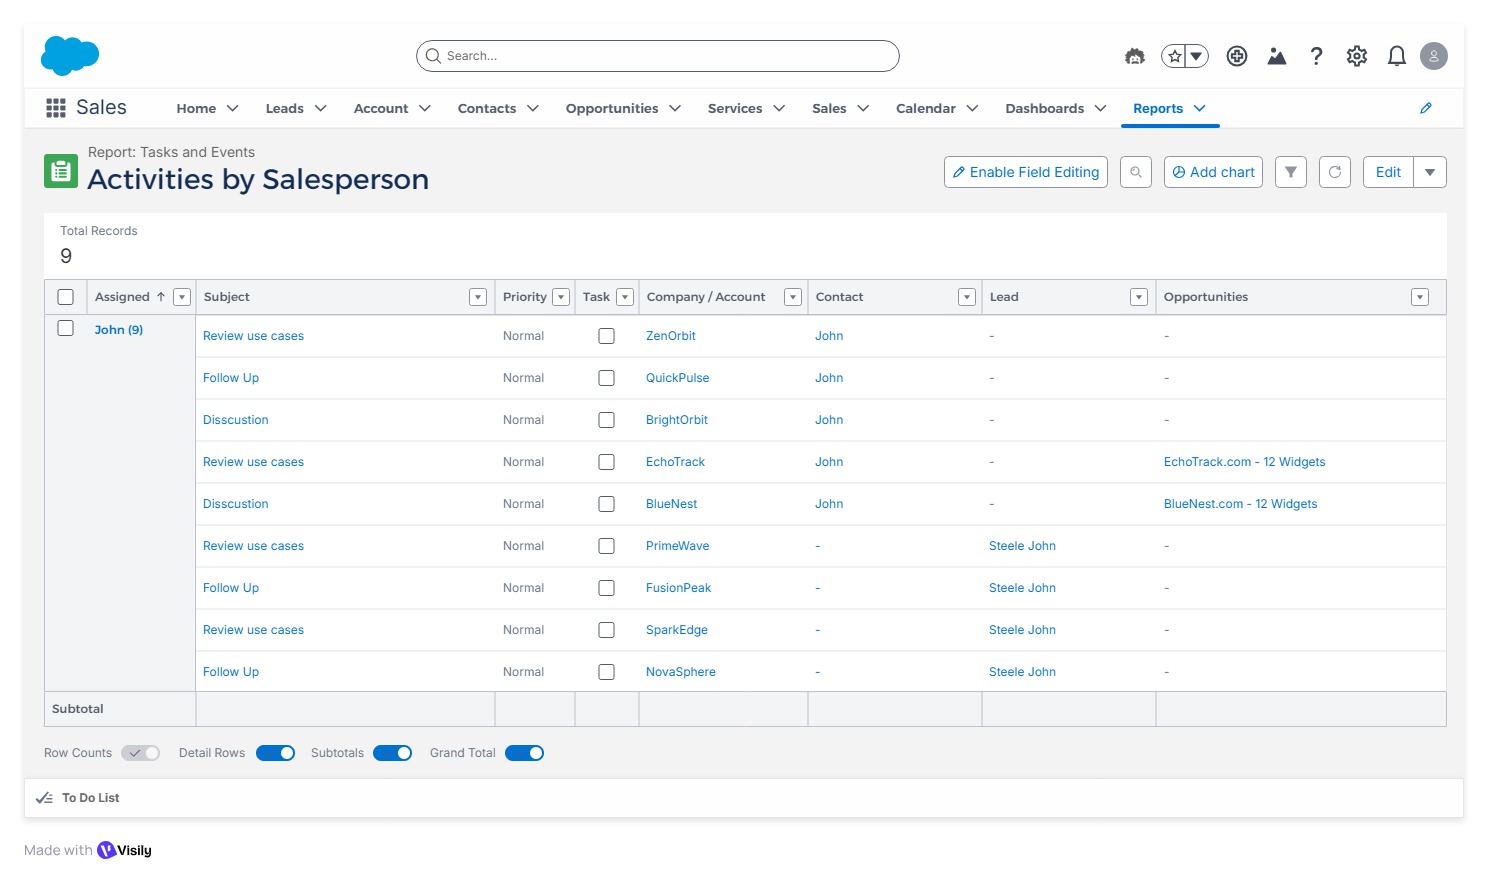 Search...
Sales
Home Leads Account Contacts Opportunities Services Sales Calendar Dashboards Reports
Report: Tasks and Events
Activities by Salesperson
Enable Field Editing Add chart Edit
Total Records
9
Assigned ↑ Subject Priority Task Company / Account Contact Lead Opportunities
John (9) Review use cases Normal ZenOrbit John - -
Follow Up Normal QuickPulse John - -
Disscustion Normal BrightOrbit John - -
Review use cases Normal EchoTrack John - EchoTrack.com - 12 Widgets
Disscustion Normal BlueNest John - BlueNest.com - 12 Widgets
Review use cases Normal PrimeWave - Steele John -
Follow Up Normal FusionPeak - Steele John -
Review use cases Normal SparkEdge - Steele John -
Follow Up Normal NovaSphere - Steele John -
Subtotal
Row Counts Detail Rows Subtotals Grand Total
To Do List
Made with Visily